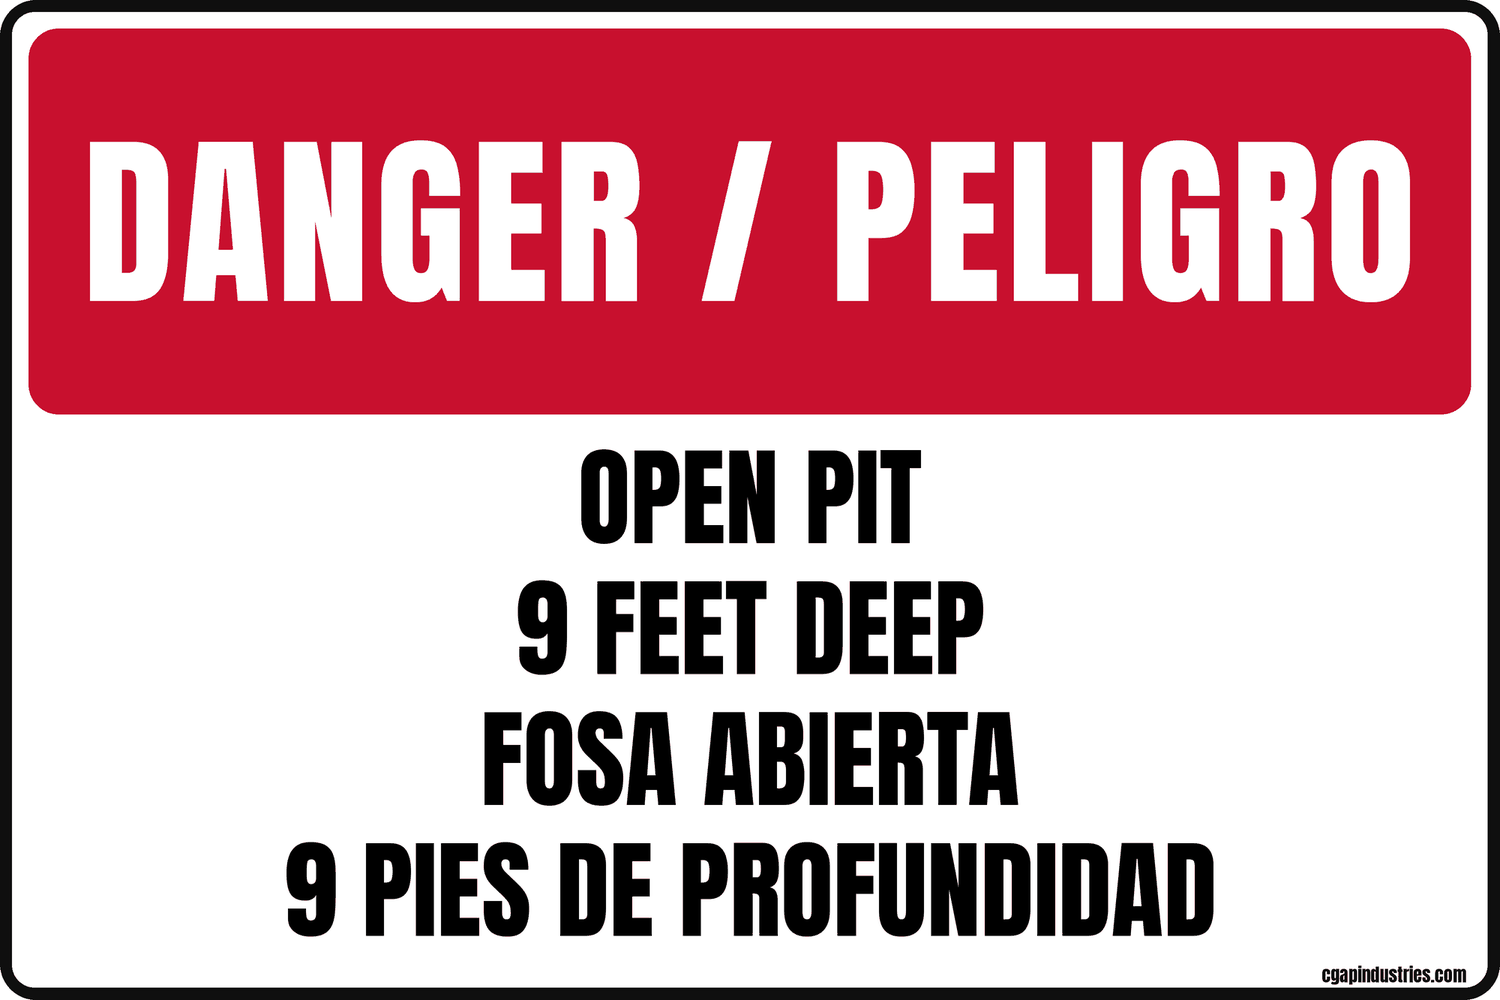 DANGER / PELIGRO
OPEN PIT
9 FEET DEEP
FOSA ABIERTA
9 PIES DE PROFUNDIDAD
cgapindustries.com